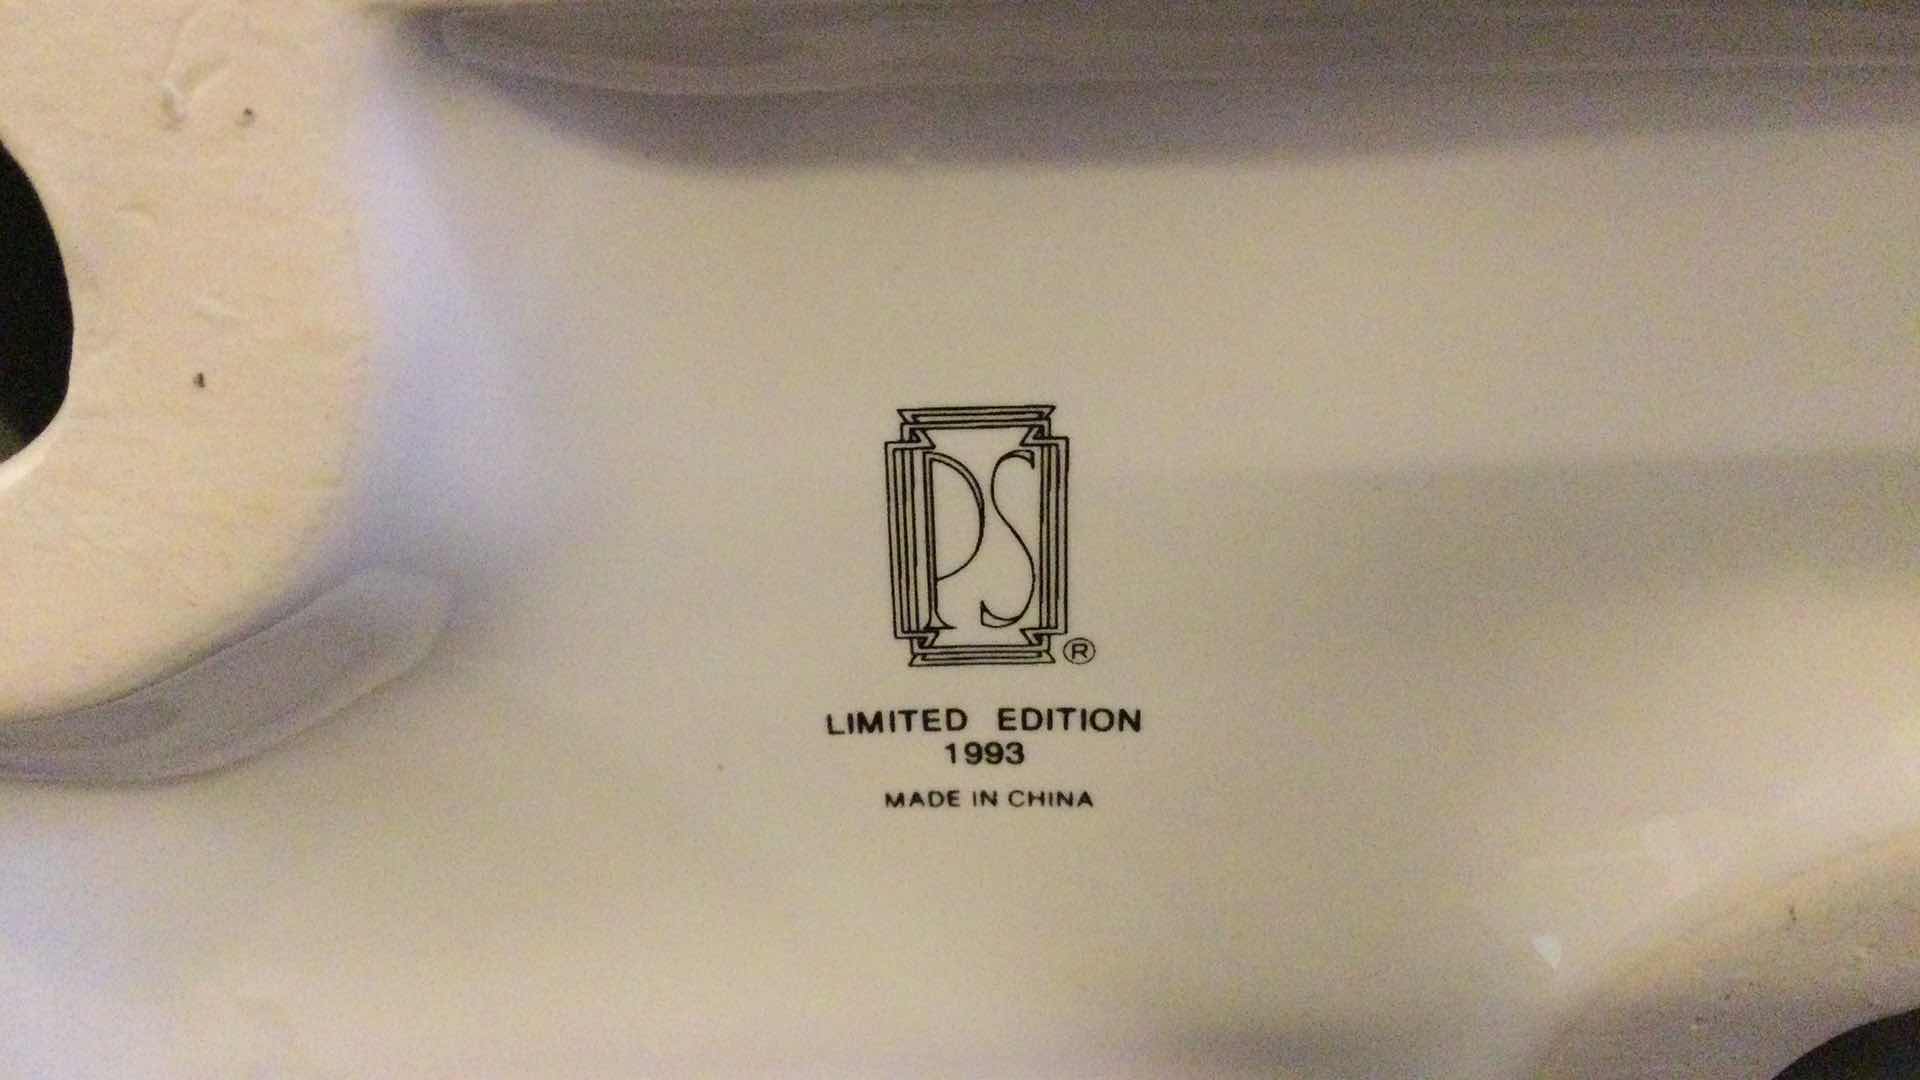 PS
®
LIMITED EDITION
1993
MADE IN CHINA